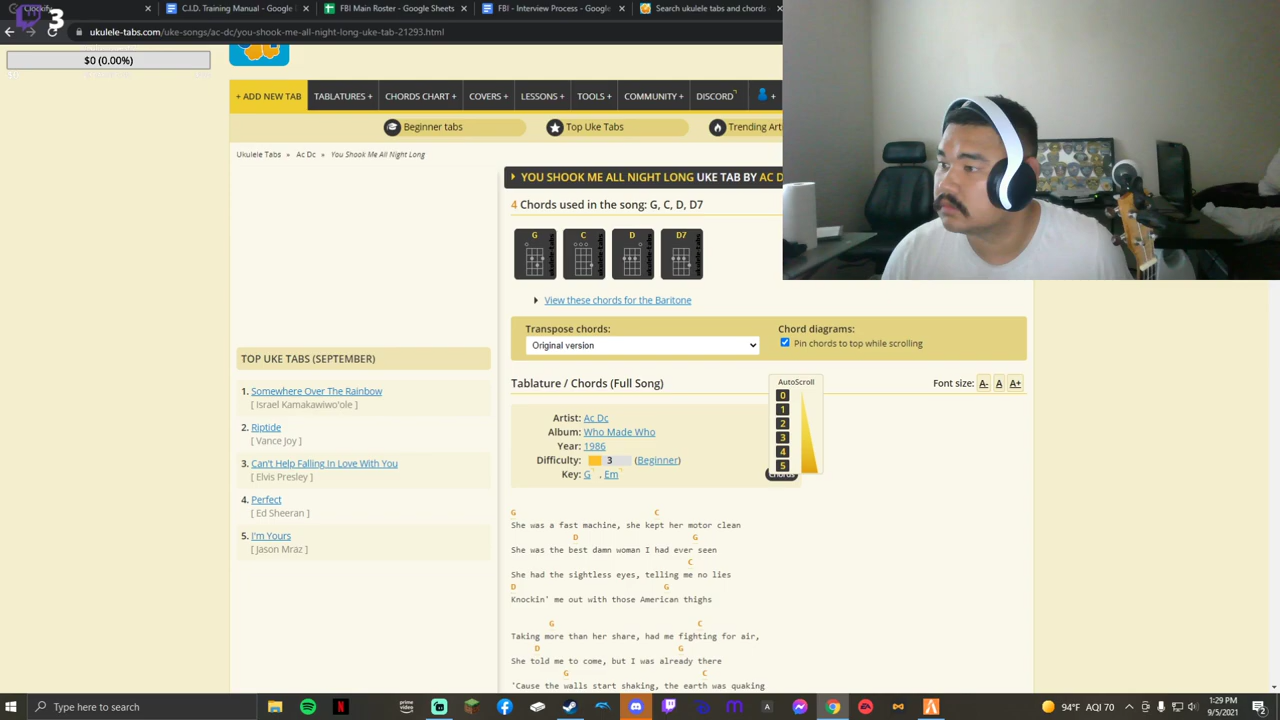 C.I.D. Training Manual - Google
FBI Main Roster - Google Sheets
FBI - Interview Process - Google
Search ukulele tabs and chords
3
ukulele-tabs.com/uke-songs/ac-dc/you-shook-me-all-night-long-uke-tab-21293.html
$0 (0.00%)
+ ADD NEW TAB
TABLATURES +
CHORDS CHART +
COVERS +
LESSONS +
TOOLS +
COMMUNITY +
DISCORD
+
Beginner tabs
Top Uke Tabs
Trending Art
Ukulele Tabs » Ac Dc » You Shook Me All Night Long
YOU SHOOK ME ALL NIGHT LONG UKE TAB BY AC D
4 Chords used in the song: G, C, D, D7
G C D D7
View these chords for the Baritone
Transpose chords:
Original version
Chord diagrams:
Pin chords to top while scrolling
TOP UKE TABS (SEPTEMBER)
1. Somewhere Over The Rainbow
[ Israel Kamakawiwo'ole ]
2. Riptide
[ Vance Joy ]
3. Can't Help Falling In Love With You
[ Elvis Presley ]
4. Perfect
[ Ed Sheeran ]
5. I'm Yours
[ Jason Mraz ]
Tablature / Chords (Full Song)
AutoScroll
0
1
2
3
4
5
Font size: A- A A+
Artist: Ac Dc
Album: Who Made Who
Year: 1986
Difficulty: 3 (Beginner)
Key: G , Em
Chords
G C
She was a fast machine, she kept her motor clean
D G
She was the best damn woman I had ever seen
C
She had the sightless eyes, telling me no lies
D G
Knockin' me out with those American thighs
G C
Taking more than her share, had me fighting for air,
D G
She told me to come, but I was already there
G C
'Cause the walls start shaking, the earth was quaking
Type here to search
94°F AQI 70
1:29 PM
9/5/2021
2